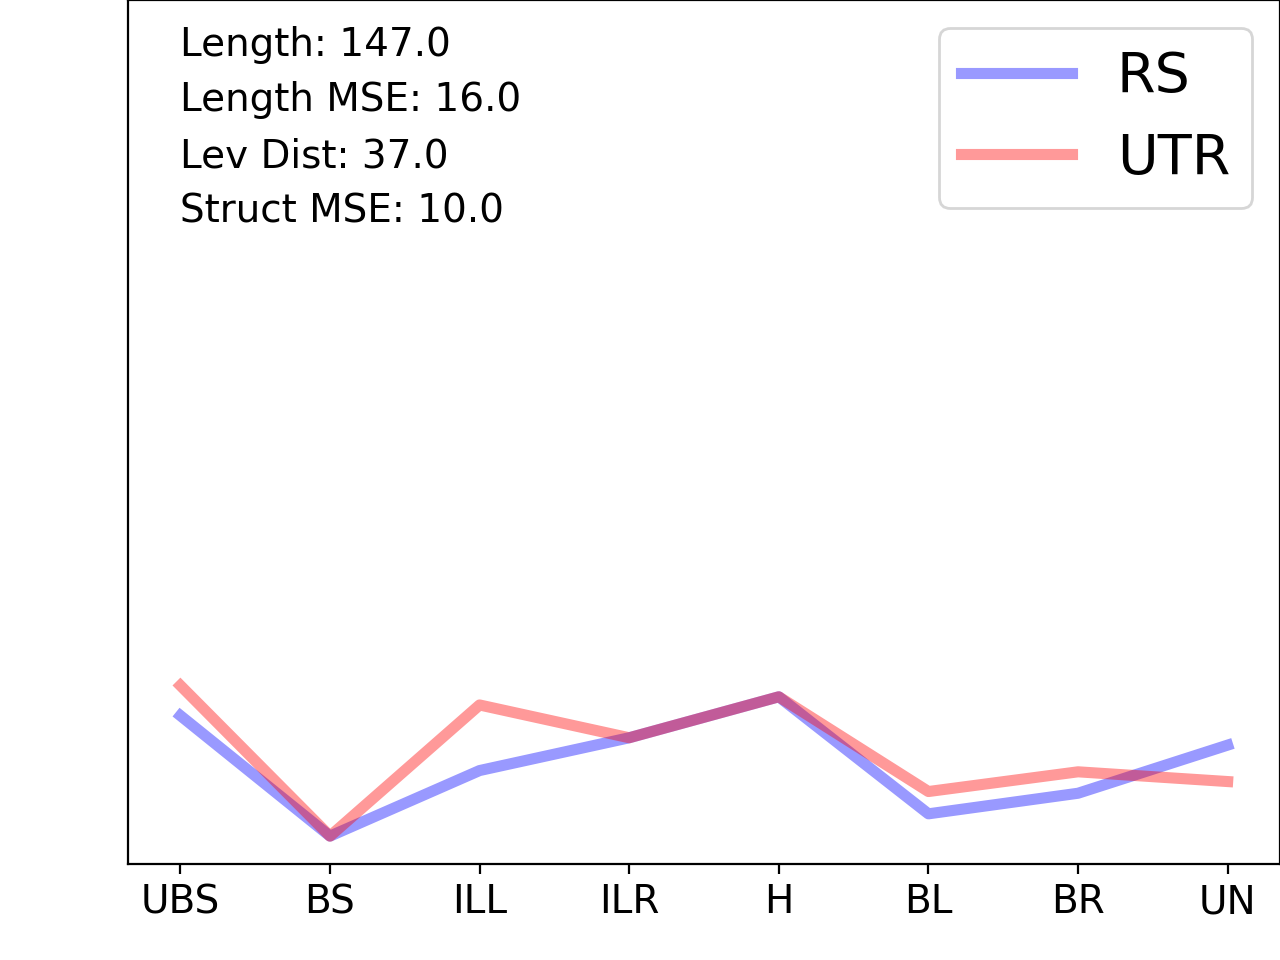 Length: 147.0
Length MSE: 16.0
Lev Dist: 37.0
Struct MSE: 10.0
RS
UTR
UBS BS ILL ILR H BL BR UN